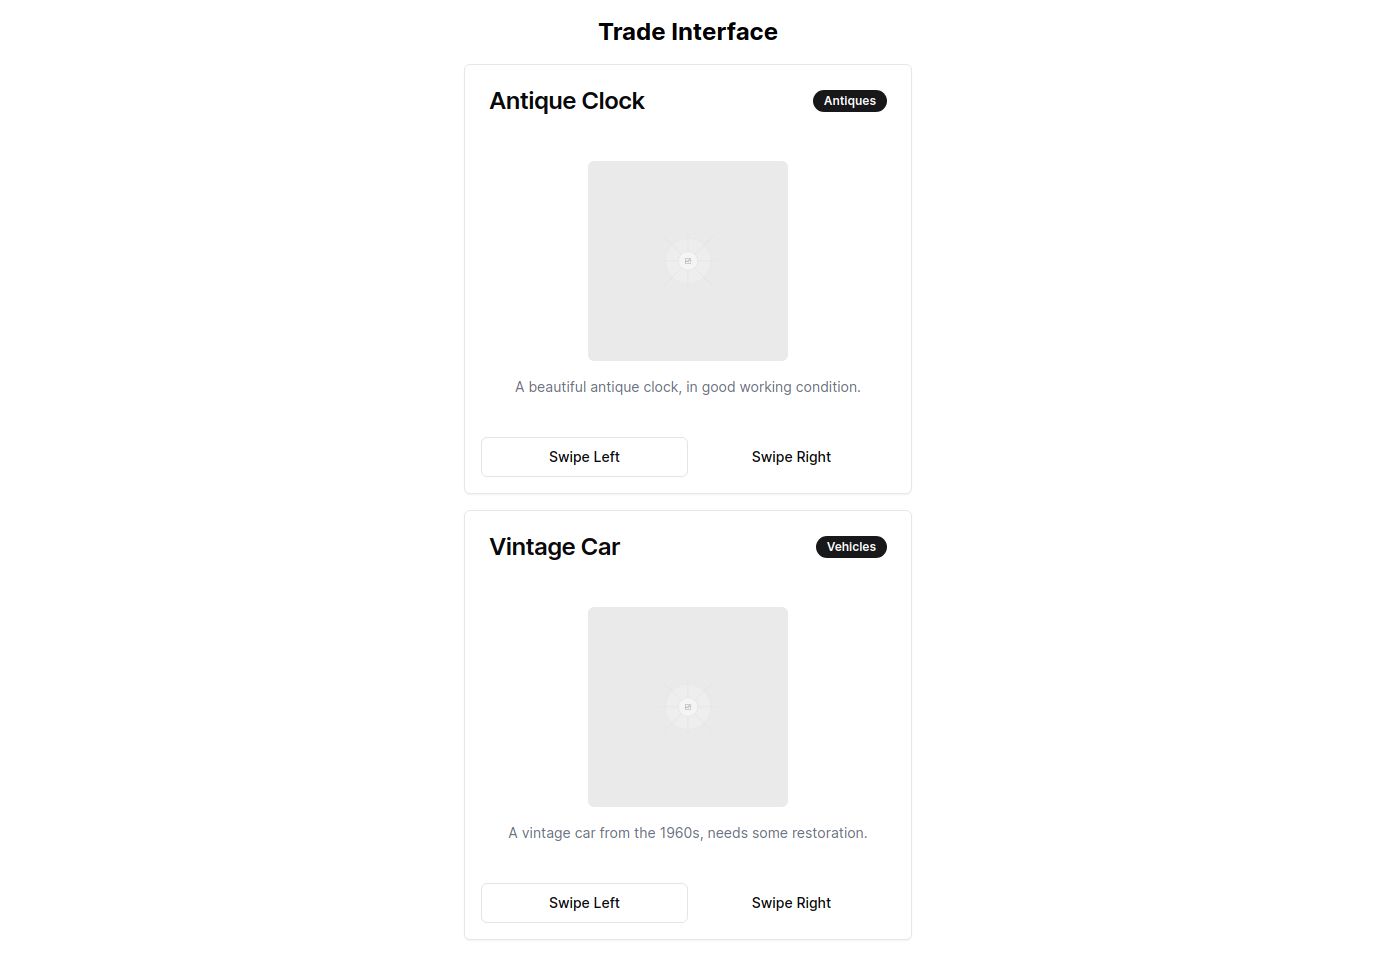 Trade Interface
Antique Clock
Antiques
A beautiful antique clock, in good working condition.
Swipe Left
Swipe Right
Vintage Car
Vehicles
A vintage car from the 1960s, needs some restoration.
Swipe Left
Swipe Right